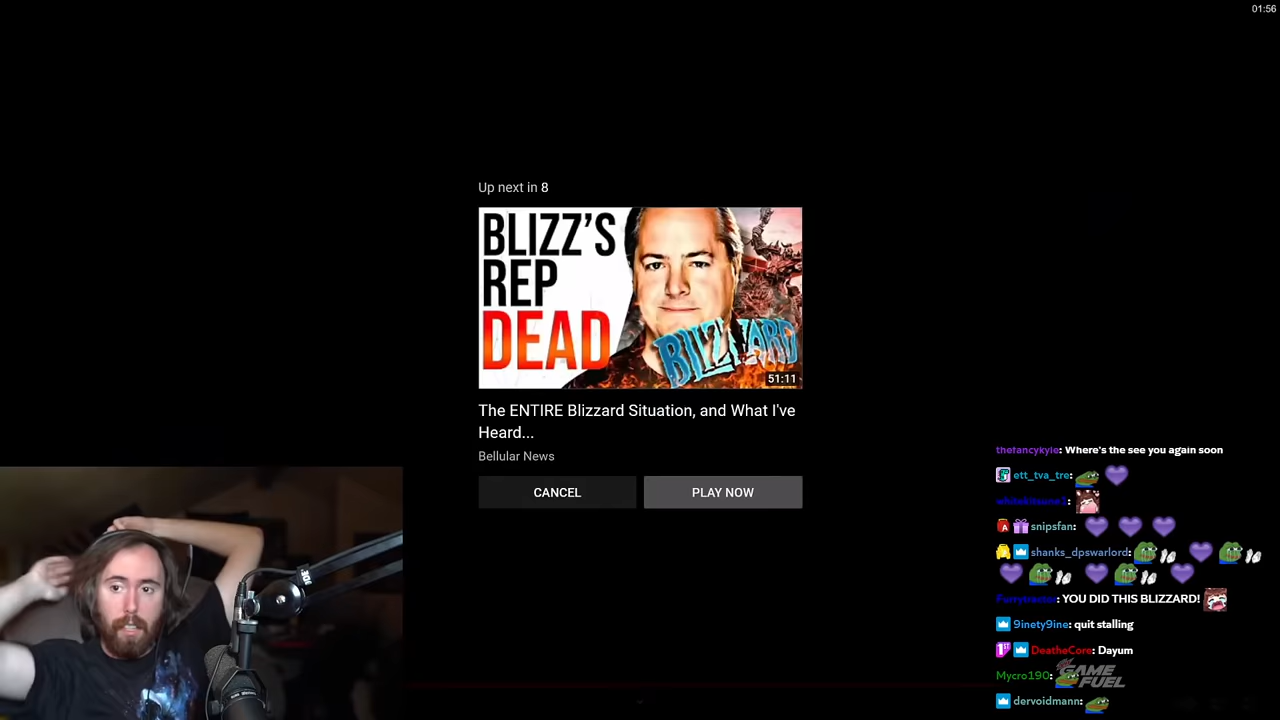 01:56
Up next in 8
BLIZZ'S
REP
DEAD
BLIZZARD
51:11
The ENTIRE Blizzard Situation, and What I've
Heard...
Bellular News
CANCEL
PLAY NOW
thefancykyle: Where's the see you again soon
ett_tva_tre:
whitekitsune1:
snipsfan:
shanks_dpswarlord:
: YOU DID THIS BLIZZARD!
9inety9ine: quit stalling
1ST DeatheCore: Dayum
Mycro190: GAME
FUEL
dervoidmann: